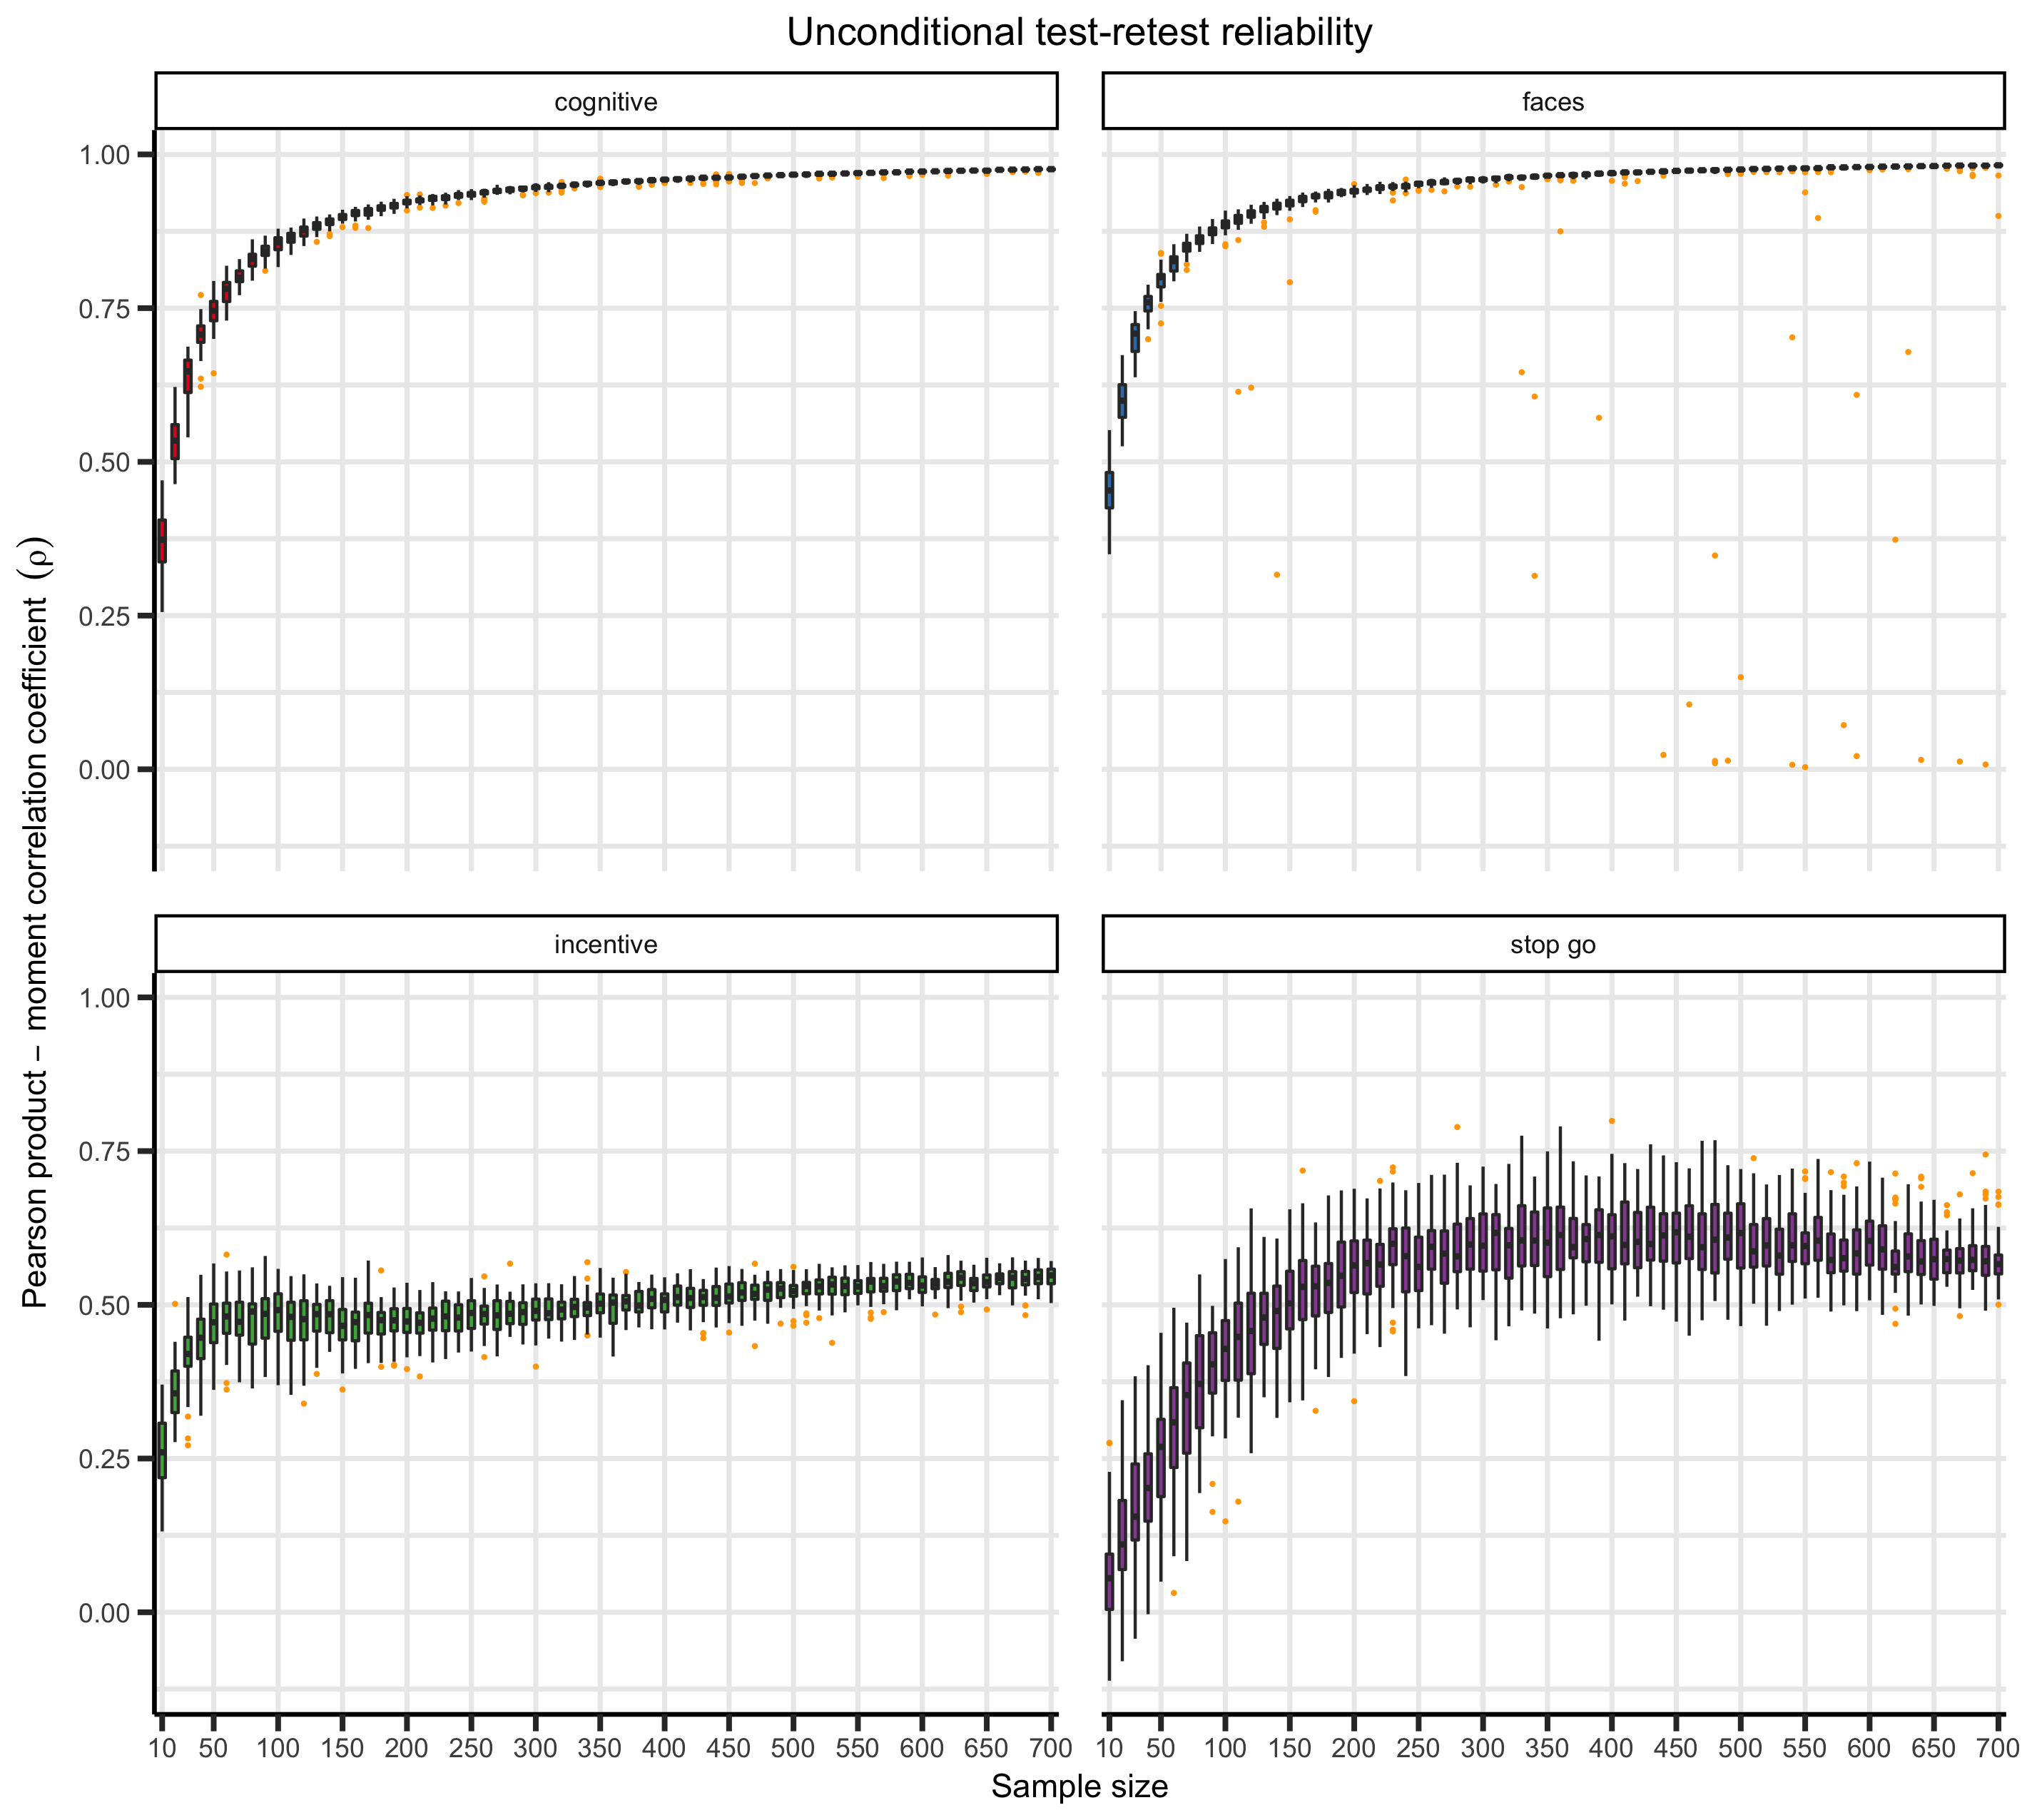 Unconditional test-retest reliability
cognitive
faces
1.00
0.75
0.50
0.25
0.00
incentive
stop go
1.00
0.75
0.50
0.25
0.00
10 50 100 150 200 250 300 350 400 450 500 550 600 650 700
10 50 100 150 200 250 300 350 400 450 500 550 600 650 700
Sample size
Pearson product − moment correlation coefficient (ρ)